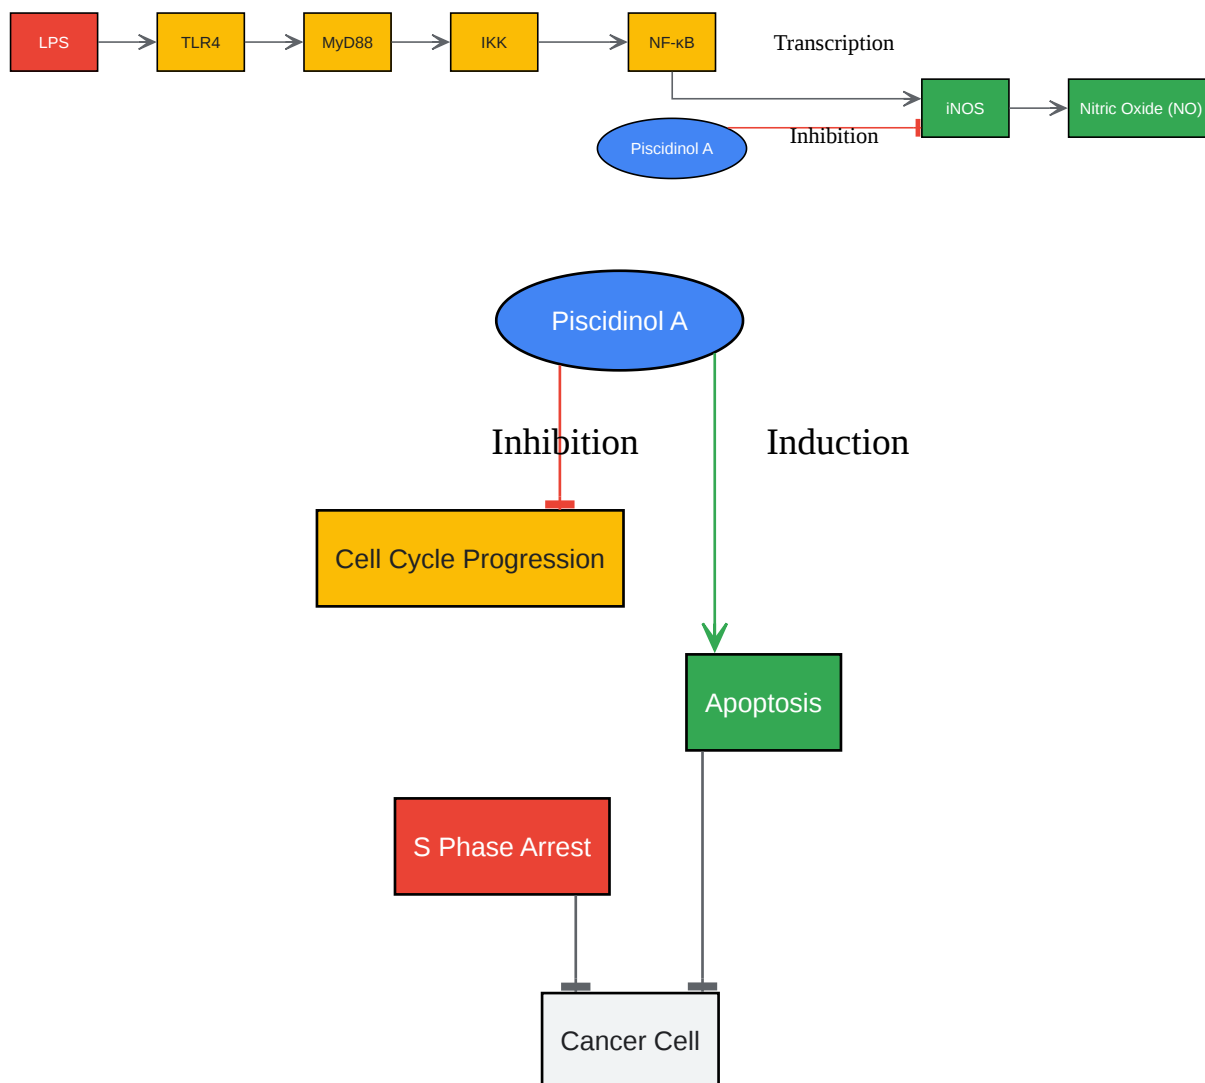 LPS
TLR4
MyD88
IKK
NF-κB
Transcription
iNOS
Nitric Oxide (NO)
Piscidinol A
Inhibition
Piscidinol A
Inhibition
Induction
Cell Cycle Progression
Apoptosis
S Phase Arrest
Cancer Cell